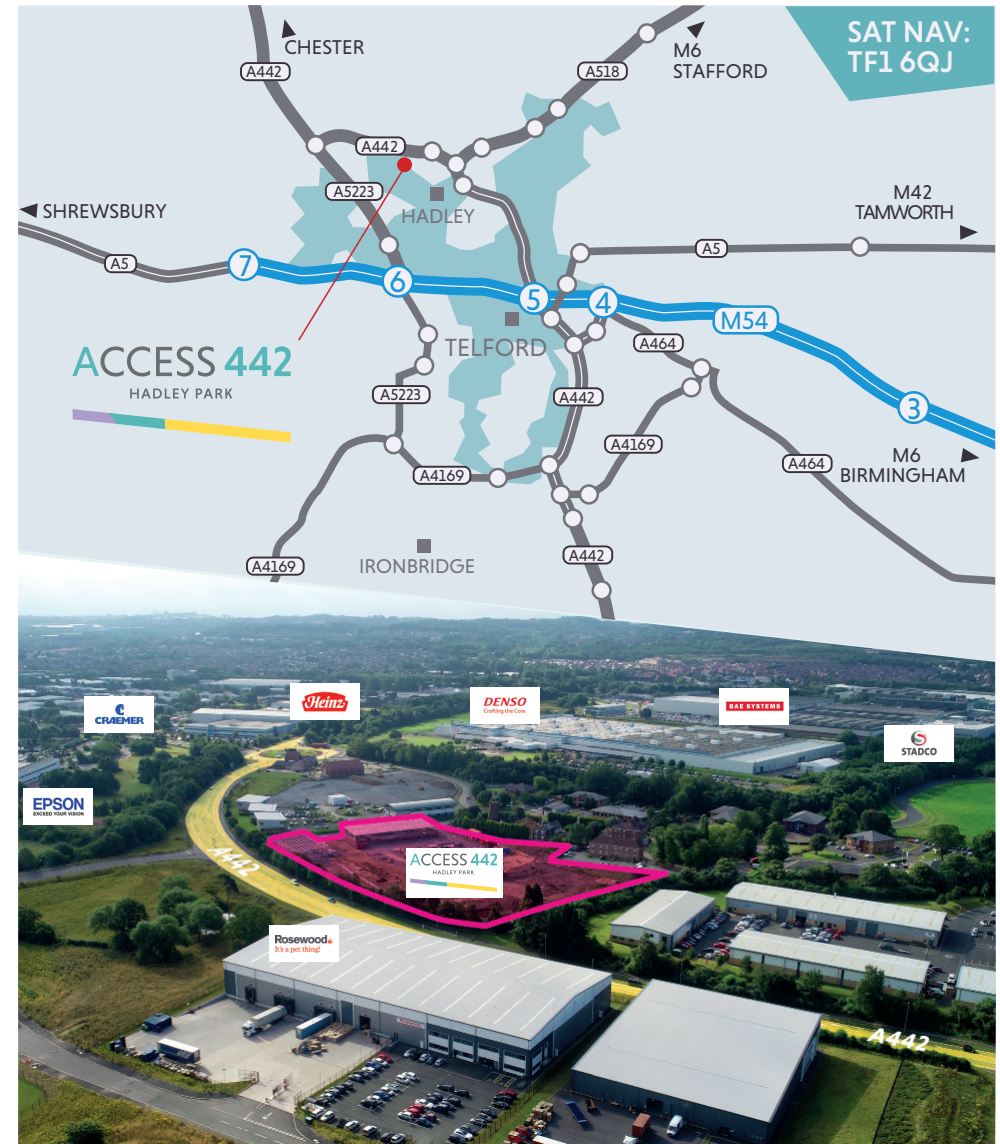 SAT NAV:
TF1 6QJ
CHESTER
M6
STAFFORD
A442
A518
A442
A5223
HADLEY
M42
TAMWORTH
SHREWSBURY
A5
A5
7
6
5
4
M54
TELFORD
A464
ACCESS 442
HADLEY PARK
A5223
A442
3
A4169
A4169
A464
M6
BIRMINGHAM
A4169
IRONBRIDGE
A442
CRAEMER
Heinz
DENSO
Crafting the Core
BAE SYSTEMS
STADCO
EPSON
EXCEED YOUR VISION
A442
ACCESS 442
HADLEY PARK
Rosewood
It's a pet thing!
A442